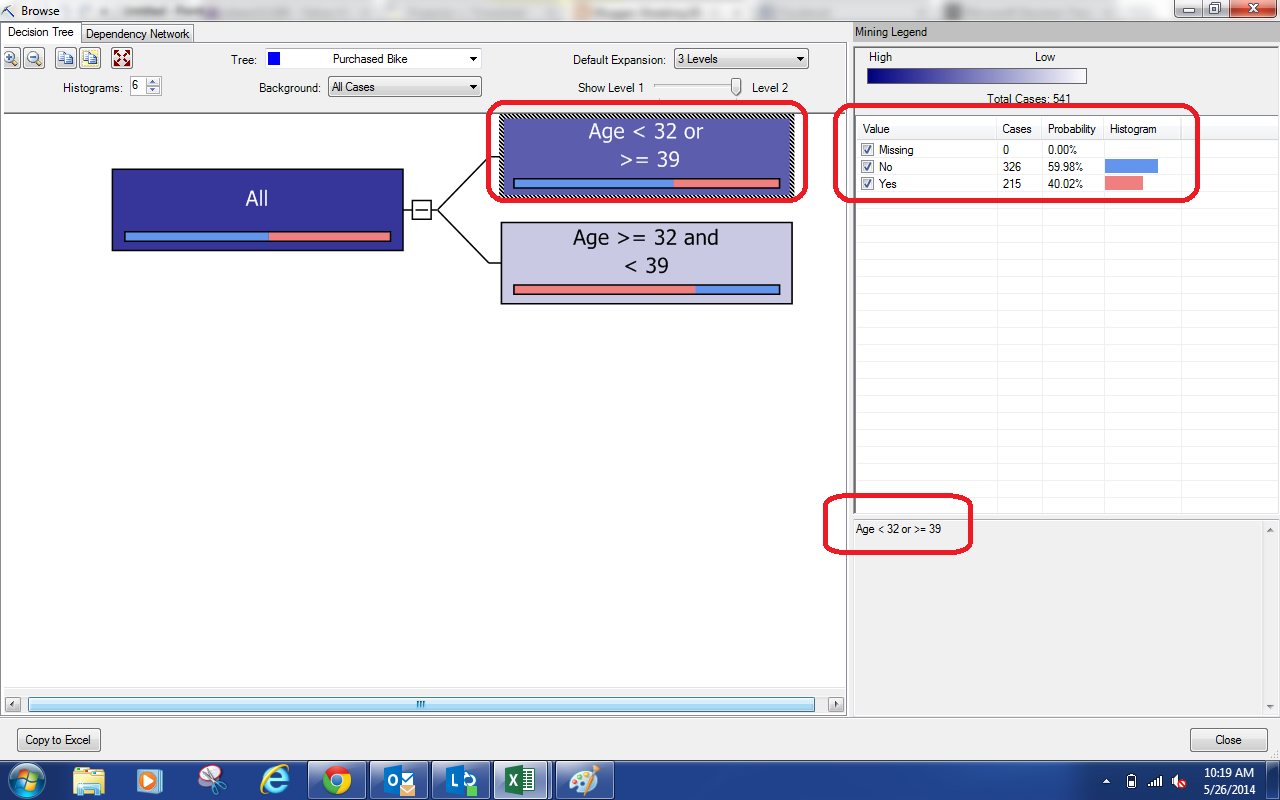 Browse
Decision Tree
Dependency Network
Tree:
Purchased Bike
Default Expansion:
3 Levels
Histograms:
6
Background:
All Cases
Show Level 1
Level 2
All
Age < 32 or
>= 39
Age >= 32 and
< 39
Mining Legend
High
Low
Total Cases: 541
Value Cases Probability Histogram
Missing 0 0.00%
No 326 59.98%
Yes 215 40.02%
Age < 32 or >= 39
Copy to Excel
Close
10:19 AM
5/26/2014